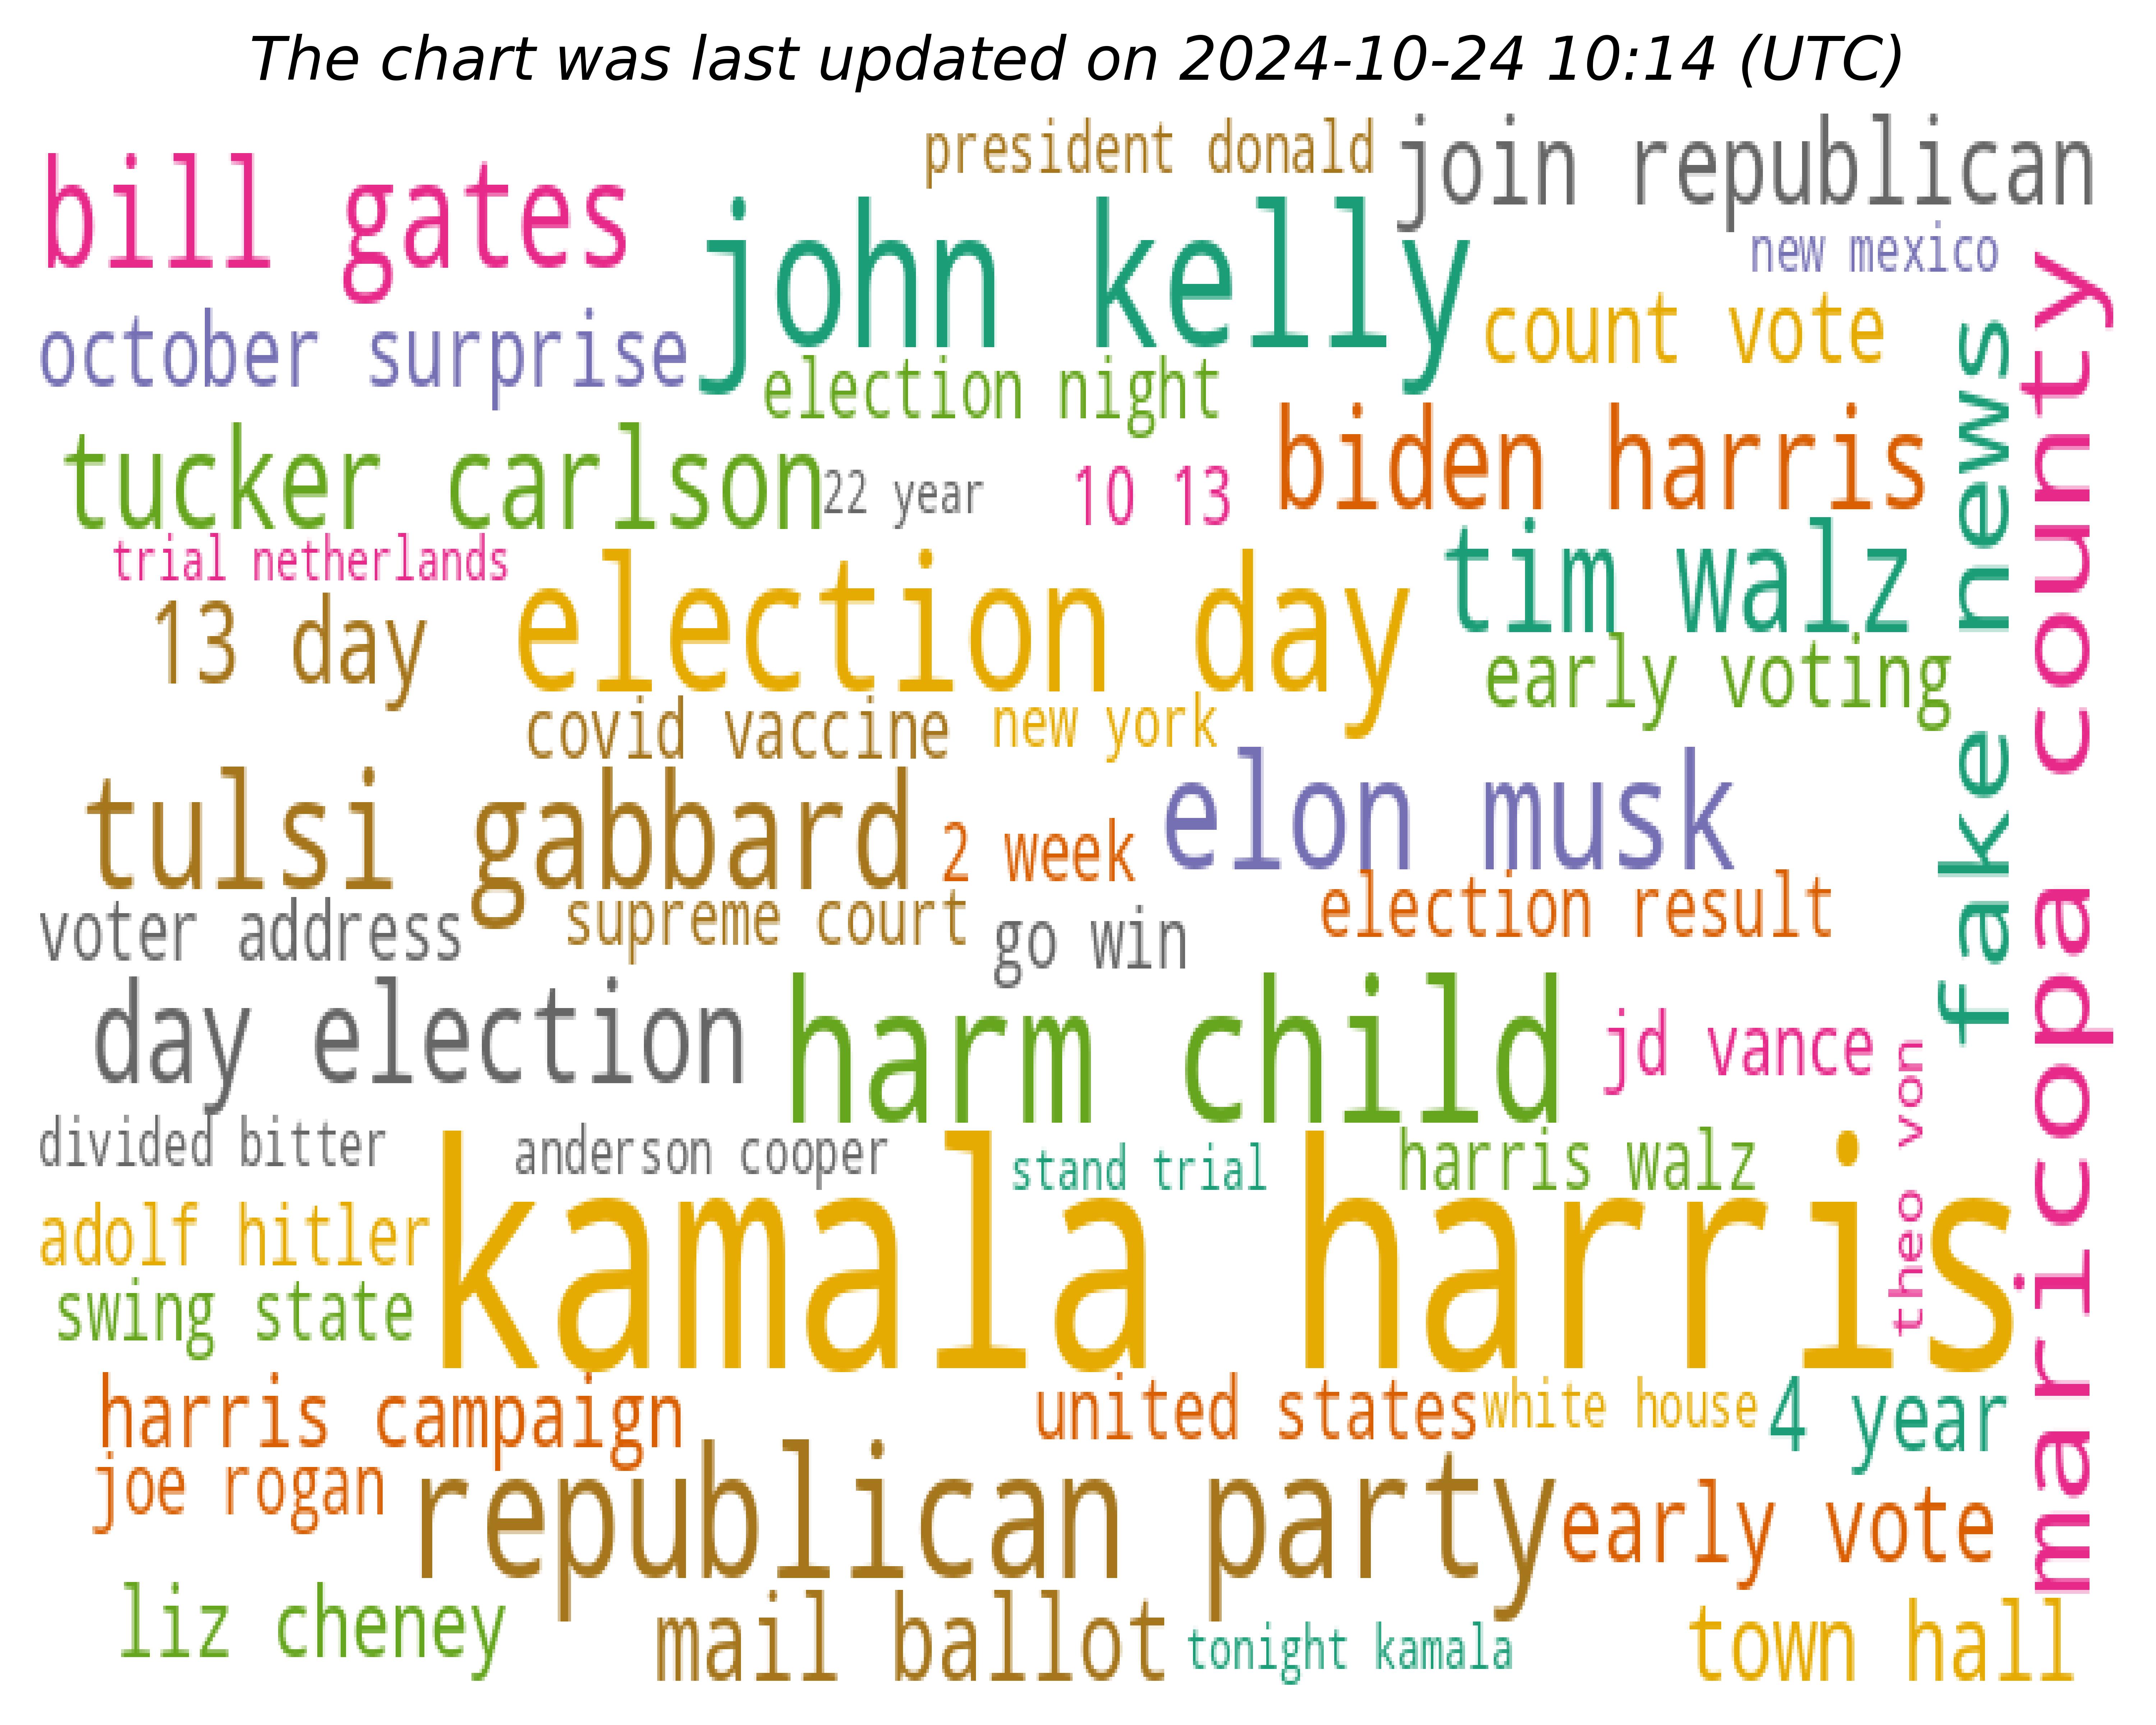 The chart was last updated on 2024-10-24 10:14 (UTC)
president donald
join republican
bill gates
john kelly
new mexico
count vote
october surprise
election night
biden harris
tucker carlson
22 year
10 13
fake news
maricopa county
trial netherlands
tim walz
election day
13 day
early voting
covid vaccine
new york
tulsi gabbard
elon musk
2 week
election result
voter address
supreme court
go win
day election
harm child
jd vance
theo von
divided bitter
anderson cooper
stand trial
harris walz
kamala harris
adolf hitler
swing state
harris campaign
united states
white house
4 year
joe rogan
republican party
early vote
liz cheney
mail ballot
tonight kamala
town hall